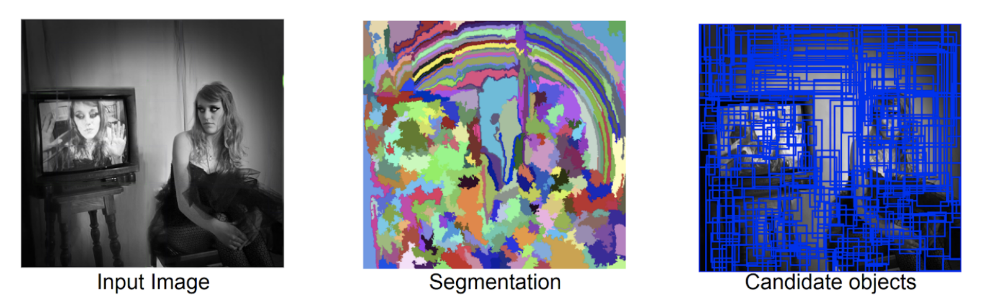 Input Image
Segmentation
Candidate objects